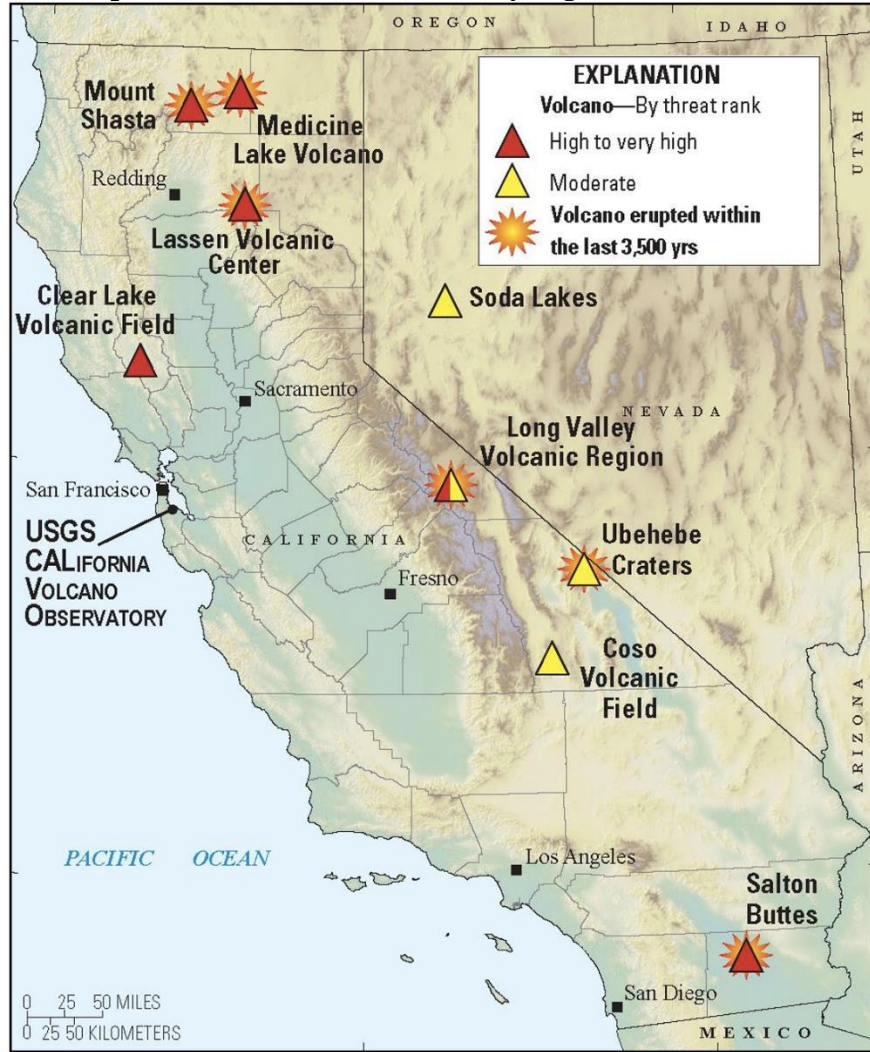 OREGON
IDAHO
EXPLANATION
Volcano—By threat rank
High to very high
Moderate
Volcano erupted within
the last 3,500 yrs
UTAH
Mount
Shasta
Medicine
Lake Volcano
Redding
Lassen Volcanic
Center
Clear Lake
Volcanic Field
Soda Lakes
Sacramento
NEVADA
Long Valley
Volcanic Region
San Francisco
USGS
CALIFORNIA
VOLCANO
OBSERVATORY
CALIFORNIA
Ubehebe
Craters
Fresno
Coso
Volcanic
Field
ARIZONA
PACIFIC OCEAN
Los Angeles
Salton
Buttes
San Diego
MEXICO
0 25 50 MILES
0 25 50 KILOMETERS